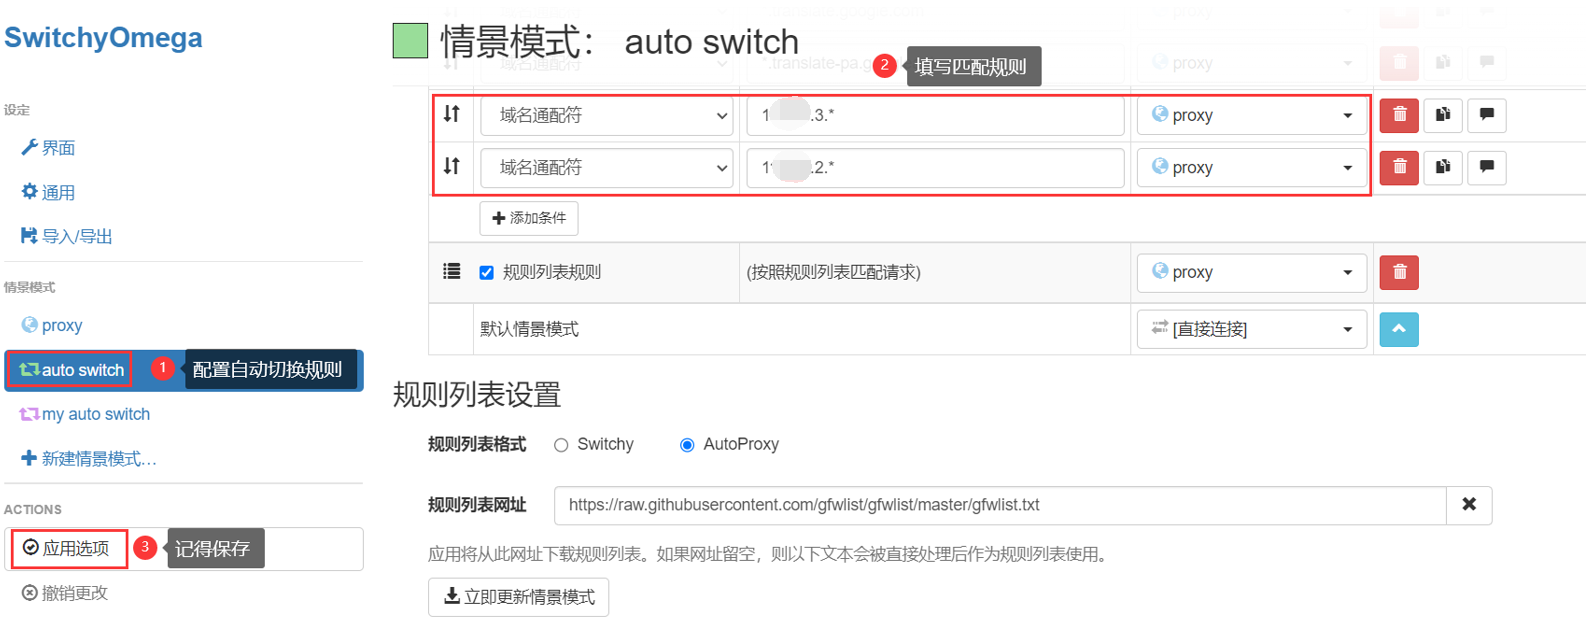 SwitchyOmega
设定
界面
通用
导入/导出
情景模式
proxy
auto switch
1
配置自动切换规则
my auto switch
新建情景模式...
ACTIONS
应用选项
3
记得保存
撤销更改
情景模式： auto switch
域名通配符
*.translate-pa.g
proxy
2
填写匹配规则
域名通配符
.3.*
proxy
域名通配符
.2.*
proxy
添加条件
规则列表规则
(按照规则列表匹配请求)
proxy
默认情景模式
[直接连接]
规则列表设置
规则列表格式
Switchy
AutoProxy
规则列表网址
https://raw.githubusercontent.com/gfwlist/gfwlist/master/gfwlist.txt
应用将从此网址下载规则列表。如果网址留空，则以下文本会被直接处理后作为规则列表使用。
立即更新情景模式